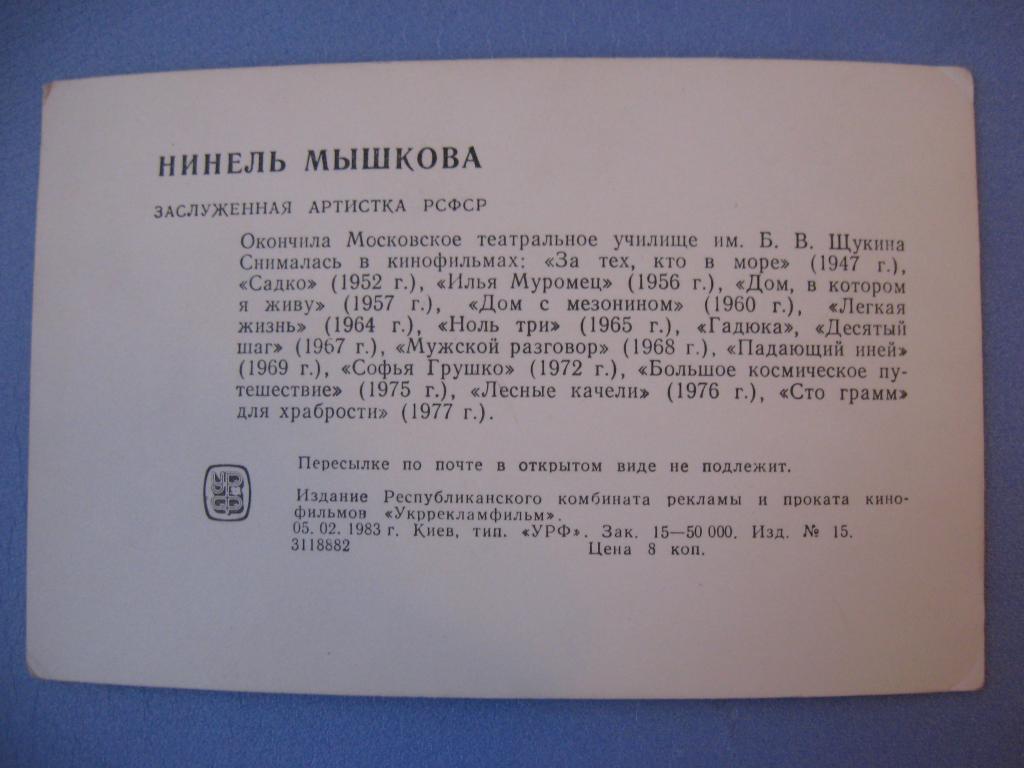 НИНЕЛЬ МЫШКОВА
ЗАСЛУЖЕННАЯ АРТИСТКА РСФСР
Окончила Московское театральное училище им. Б. В. Щукина
Снималась в кинофильмах: «За тех, кто в море» (1947 г.),
«Садко» (1952 г.), «Илья Муромец» (1956 г.), «Дом, в котором
я живу» (1957 г.), «Дом с мезонином» (1960 г.), «Легкая
жизнь» (1964 г.), «Ноль три» (1965 г.), «Гадюка», «Десятый
шаг» (1967 г.), «Мужской разговор» (1968 г.), «Падающий иней»
(1969 г.), «Софья Грушко» (1972 г.), «Большое космическое пу-
тешествие» (1975 г.), «Лесные качели» (1976 г.), «Сто грамм»
для храбрости» (1977 г.).
Пересылке по почте в открытом виде не подлежит.
Издание Республиканского комбината рекламы и проката кино-
фильмов «Укррекламфильм».
05. 02. 1983 г. Киев, тип. «УРФ». Зак. 15—50 000. Изд. № 15.
3118882 Цена 8 коп.